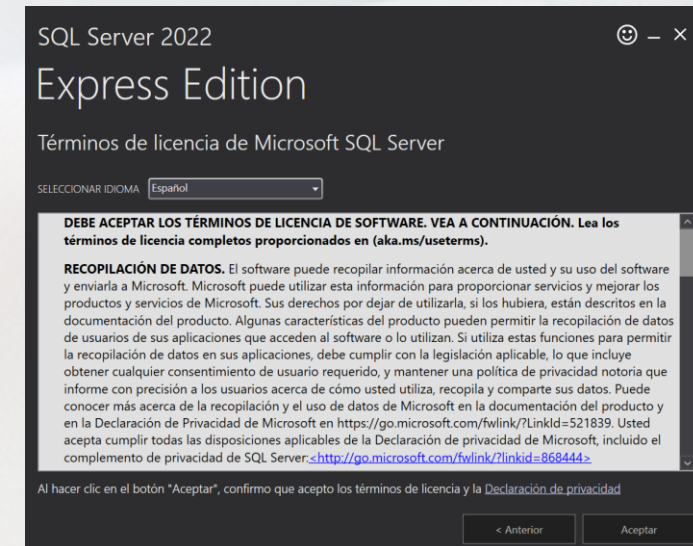 SQL Server 2022
Express Edition
Términos de licencia de Microsoft SQL Server
SELECCIONAR IDIOMA Español
DEBE ACEPTAR LOS TÉRMINOS DE LICENCIA DE SOFTWARE. VEA A CONTINUACIÓN. Lea los
términos de licencia completos proporcionados en (aka.ms/useterms).
RECOPILACIÓN DE DATOS. El software puede recopilar información acerca de usted y su uso del software
y enviarla a Microsoft. Microsoft puede utilizar esta información para proporcionar servicios y mejorar los
productos y servicios de Microsoft. Sus derechos por dejar de utilizarla, si los hubiera, están descritos en la
documentación del producto. Algunas características del producto pueden permitir la recopilación de datos
de usuarios de sus aplicaciones que acceden al software o lo utilizan. Si utiliza estas funciones para permitir
la recopilación de datos en sus aplicaciones, debe cumplir con la legislación aplicable, lo que incluye
obtener cualquier consentimiento de usuario requerido, y mantener una política de privacidad notoria que
informe con precisión a los usuarios acerca de cómo usted utiliza, recopila y comparte sus datos. Puede
conocer más acerca de la recopilación y el uso de datos de Microsoft en la documentación del producto y
en la Declaración de Privacidad de Microsoft en https://go.microsoft.com/fwlink/?LinkId=521839. Usted
acepta cumplir todas las disposiciones aplicables de la Declaración de privacidad de Microsoft, incluido el
complemento de privacidad de SQL Server:<http://go.microsoft.com/fwlink/?linkid=868444>
Al hacer clic en el botón "Aceptar", confirmo que acepto los términos de licencia y la Declaración de privacidad
< Anterior
Aceptar